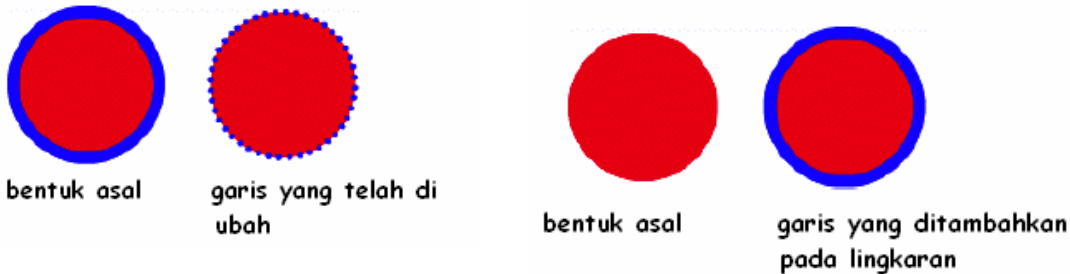 bentuk asal
garis yang telah di
ubah
bentuk asal
garis yang ditambahkan
pada lingkaran